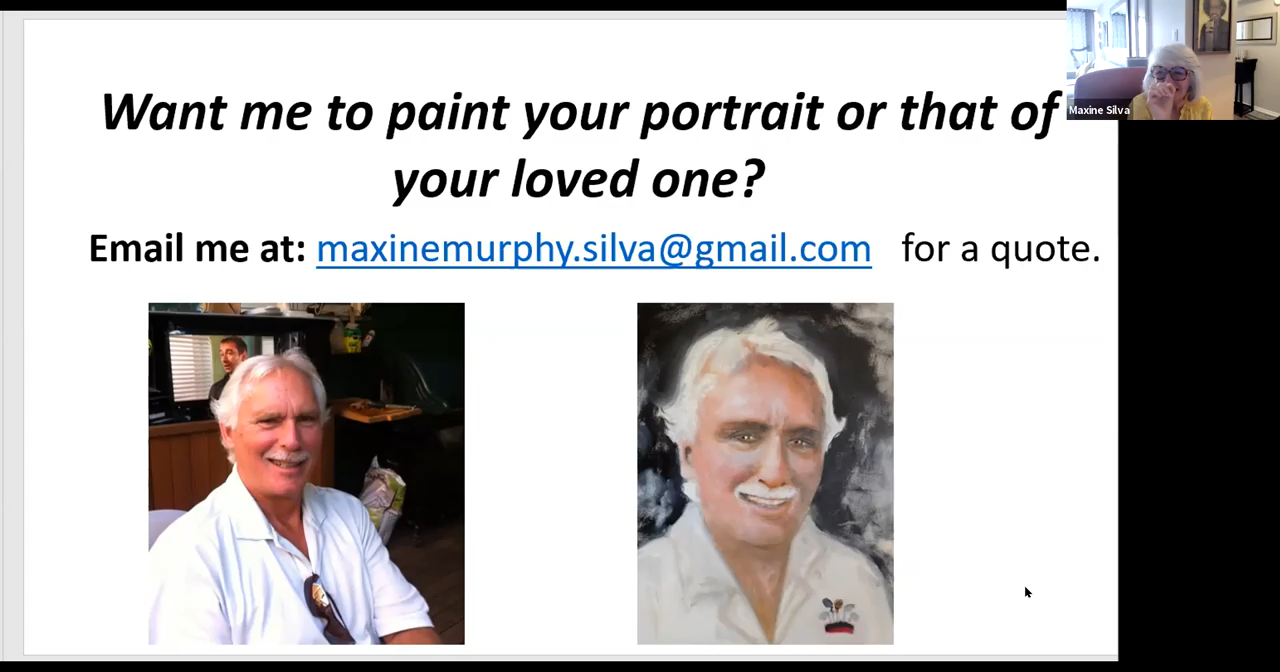 Want me to paint your portrait or that of
your loved one?
Email me at: maxinemurphy.silva@gmail.com for a quote.
Maxine Silva